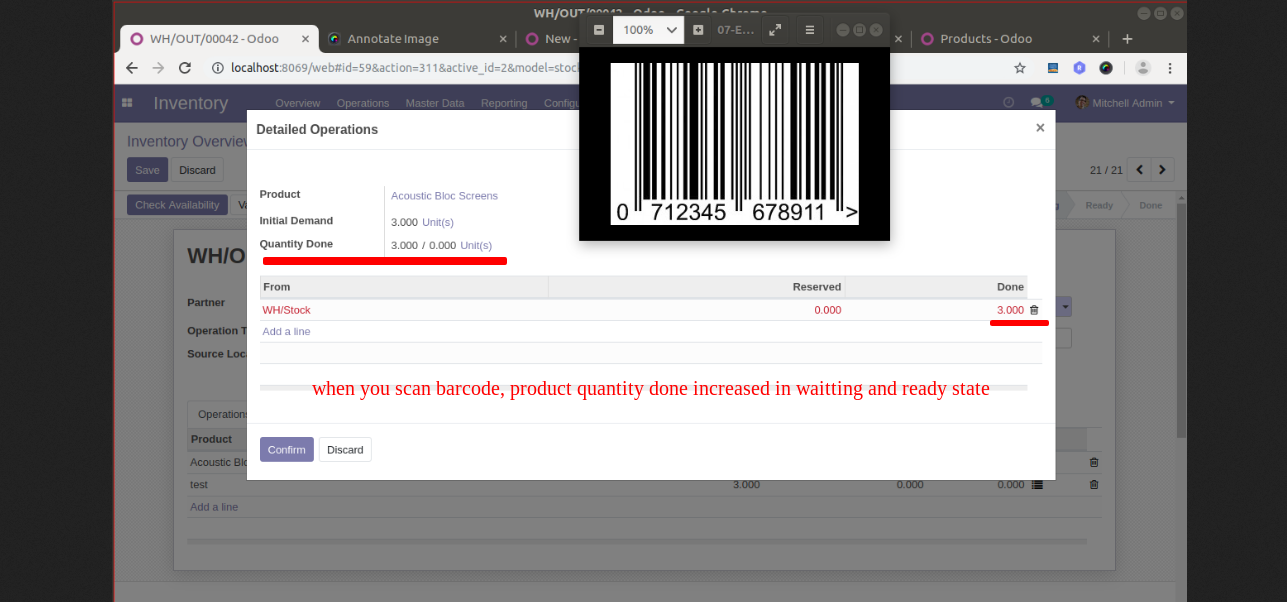 WH/OUT/00042 - Odoo - Google Chrome
WH/OUT/00042 - Odoo
Annotate Image
New -
Products - Odoo
100%
07-E...
localhost:8069/web#id=59&action=311&active_id=2&model=stoc
Inventory
Overview
Operations
Master Data
Reporting
Configu
6
Mitchell Admin
Inventory Overview
Save
Discard
21 / 21
Check Availability
Va
Ready
Done
WH/O
Partner
Operation T
Source Loca
Detailed Operations
×
Product
Acoustic Bloc Screens
Initial Demand
3.000 Unit(s)
Quantity Done
3.000 / 0.000 Unit(s)
0 712345 678911 >
From
Reserved
Done
WH/Stock
0.000
3.000
Add a line
when you scan barcode, product quantity done increased in waitting and ready state
Confirm
Discard
Operations
Product
Acoustic Blo
test
3.000
0.000
0.000
Add a line